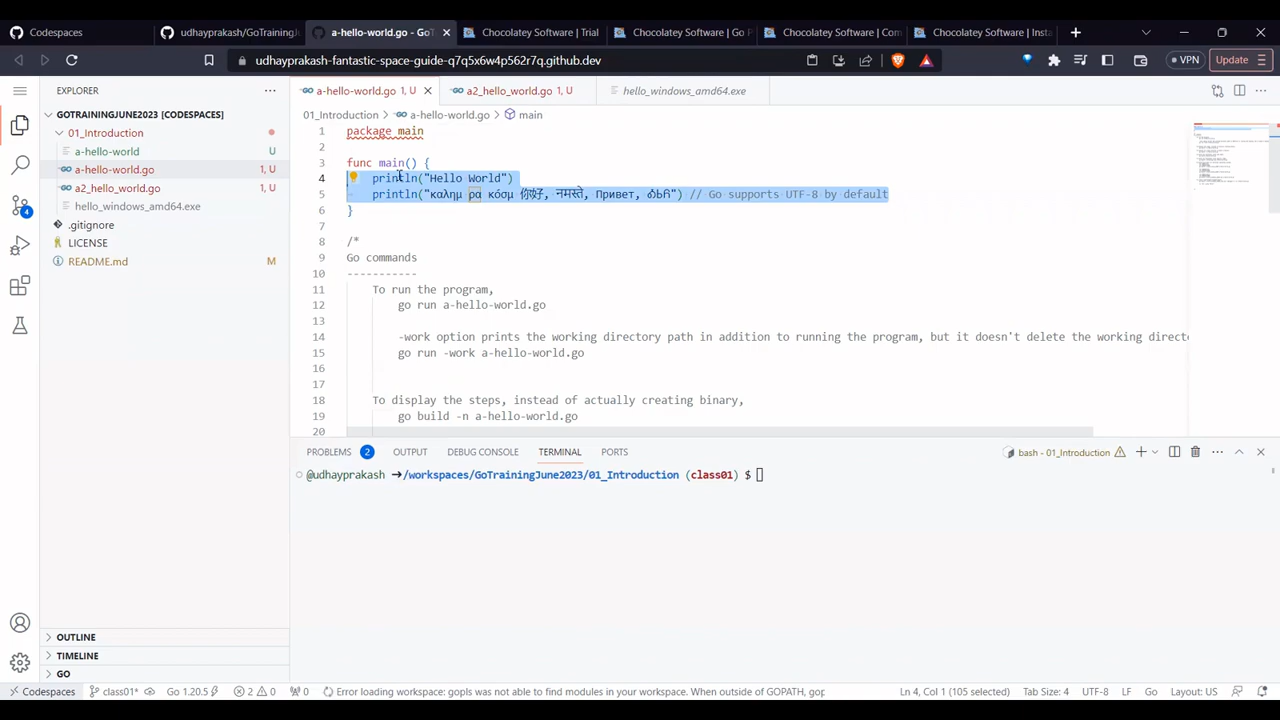 Codespaces
udhayprakash/GoTrainingJ
a-hello-world.go - GoT
Chocolatey Software | Trial
Chocolatey Software | Go P
Chocolatey Software | Com
Chocolatey Software | Insta
udhayprakash-fantastic-space-guide-q7q5x6w4p562r7q.github.dev
VPN
Update
EXPLORER
GOTRAININGJUNE2023 [CODESPACES]
01_Introduction
a-hello-world U
a-hello-world.go 1, U
a2_hello_world.go 1, U
hello_windows_amd64.exe
.gitignore
LICENSE
README.md M
OUTLINE
TIMELINE
GO
4
a-hello-world.go 1, U
a2_hello_world.go 1, U
hello_windows_amd64.exe
01_Introduction > a-hello-world.go > main
1 package main
2
3 func main() {
4 println("Hello World")
5 println("καλημ ρα κόσμ 你好, नमस्ते, Привет, ) // Go supports UTF-8 by default
6 }
7
8 /*
9 Go commands
10 -----------
11 To run the program,
12 go run a-hello-world.go
13
14 -work option prints the working directory path in addition to running the program, but it doesn't delete the working directo
15 go run -work a-hello-world.go
16
17
18 To display the steps, instead of actually creating binary,
19 go build -n a-hello-world.go
20
PROBLEMS 2 OUTPUT DEBUG CONSOLE TERMINAL PORTS
bash - 01_Introduction
@udhayprakash →/workspaces/GoTrainingJune2023/01_Introduction (class01) $
Codespaces class01* Go 1.20.5 2 0 0 Error loading workspace: gopls was not able to find modules in your workspace. When outside of GOPATH, gop Ln 4, Col 1 (105 selected) Tab Size: 4 UTF-8 LF Go Layout: US